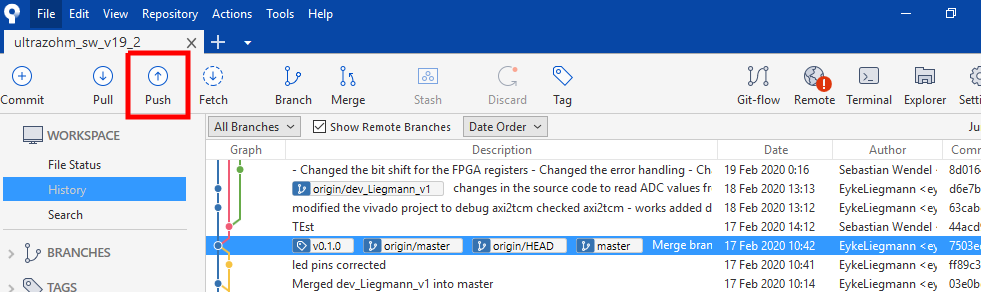 File Edit View Repository Actions Tools Help
ultrazohm_sw_v19_2
Commit Pull Push Fetch Branch Merge Stash Discard Tag Git-flow Remote Terminal Explorer
WORKSPACE
All Branches Show Remote Branches Date Order
Graph Description Date Author
File Status
- Changed the bit shift for the FPGA registers - Changed the error handling - Cha 19 Feb 2020 0:16 Sebastian Wendel 8d016
History
origin/dev_Liegmann_v1 changes in the source code to read ADC values fr 18 Feb 2020 13:13 EykeLiegmann <ey d6e7b
modified the vivado project to debug axi2tcm checked axi2tcm - works added d 18 Feb 2020 13:12 EykeLiegmann <ey 63cab
Search
TEst 17 Feb 2020 14:12 Sebastian Wendel 44acd
BRANCHES
v0.1.0 origin/master origin/HEAD master Merge bran 17 Feb 2020 10:42 EykeLiegmann <ey 7503e
led pins corrected 17 Feb 2020 10:41 EykeLiegmann <ey ff89c3
TAGS
Merged dev_Liegmann_v1 into master 17 Feb 2020 10:40 EykeLiegmann <ey 03e0b